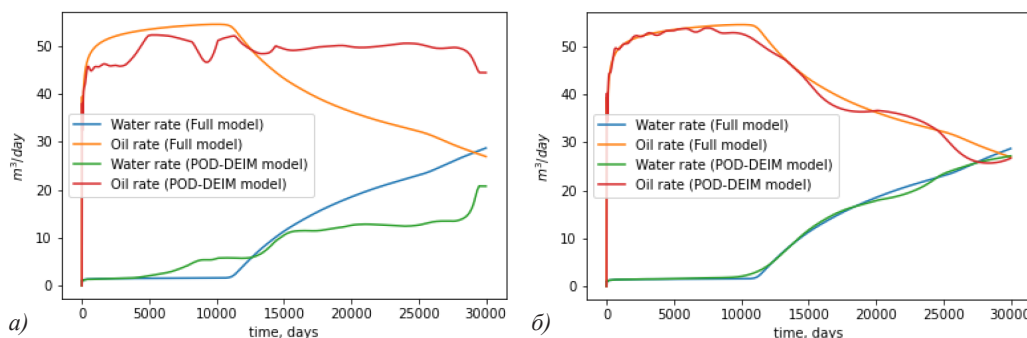 50
40
30
20
10
0
m³/day
Water rate (Full model)
Oil rate (Full model)
Water rate (POD-DEIM model)
Oil rate (POD-DEIM model)
0 5000 10000 15000 20000 25000 30000
time, days
а)
50
40
30
20
10
0
m³/day
Water rate (Full model)
Oil rate (Full model)
Water rate (POD-DEIM model)
Oil rate (POD-DEIM model)
0 5000 10000 15000 20000 25000 30000
time, days
б)